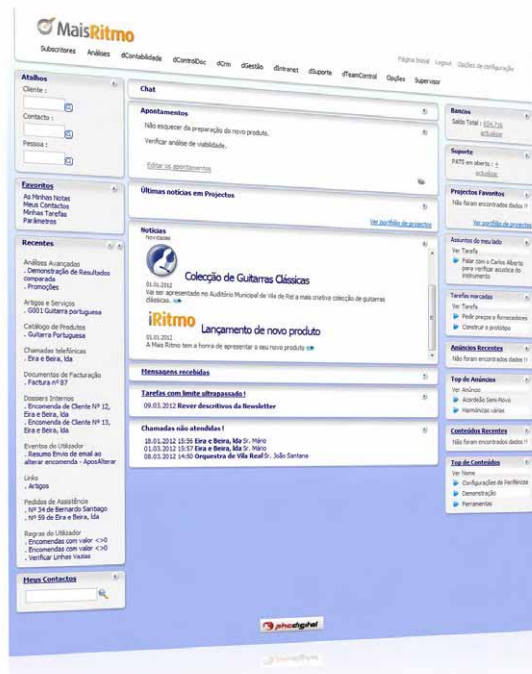 MaisRitmo
Subscritores Análises dContabilidade dControlDoc dCrm dGestão dIntranet dSuporte dTeamControl Opções Supervisor
Página Inicial Logout Opções de configuração
Atalhos
Cliente :
Contacto :
Pessoa :
Favoritos
As Minhas Notas
Meus Contactos
Minhas Tarefas
Parâmetros
Recentes
Análises Avançadas
. Demonstração de Resultados
comparada
. Promoções
Artigos e Serviços
. G001 Guitarra portuguesa
Catálogo de Produtos
. Guitarra Portuguesa
Chamadas telefónicas
. Eira e Beira, lda
Documentos de Facturação
. Factura nº 87
Dossiers Internos
. Encomenda de Cliente Nº 12,
Eira e Beira, lda
. Encomenda de Cliente Nº 13,
Eira e Beira, lda
Eventos do Utilizador
. Resumo Envio de email ao
alterar encomenda - AposAlterar
Links
. Artigos
Pedidos de Assistência
. Nº 34 de Bernardo Santiago
. Nº 59 de Eira e Beira, lda
Regras do Utilizador
. Encomendas com valor <>0
. Encomendas com valor <>0
. Verificar Linhas Vazias
Meus Contactos
Chat
Apontamentos
Não esquecer da preparação do novo produto.
Verificar análise de viabilidade.
Editar os apontamentos
Últimas notícias em Projectos
Ver portfólio de projectos
Notícias
Novidades
Colecção de Guitarras Clássicas
01.01.2012
Vai ser apresentado no Auditório Municipal de Vila de Rei a mais criativa colecção de guitarras
clássicas.
iRitmo Lançamento de novo produto
01.01.2012
A Mais Ritmo tem a honra de apresentar o seu novo produto
Mensagens recebidas
Tarefas com limite ultrapassado!
09.03.2012 Rever descritivos da Newsletter
Chamadas não atendidas!
18.01.2012 15:36 Eira e Beira, lda Sr. Mário
01.03.2012 15:57 Eira e Beira, lda Sr. Mário
08.03.2012 14:50 Orquestra de Vila Real Sr. João Santana
Bancos
Saldo Total :
actualizar
Suporte
PATS em aberto : 4
actualizar
Projectos Favoritos
Não foram encontrados dados !!
Ver portfólio de projectos
Assuntos do meu lado
Ver Tarefa
Falar com o Carlos Alberto
para verificar acústica do
instrumento
Tarefas marcadas
Ver Tarefa
Pedir preços a fornecedores
Construir o protótipo
Anúncios Recentes
Não foram encontrados dados !!
Top de Anúncios
Ver Anúncio
Acordeão Semi-Novo
Harmónicas várias
Conteúdos Recentes
Não foram encontrados dados !!
Top de Conteúdos
Ver Nome
Configurações de Periféricos
Demonstração
Ferramentas
phcdigital